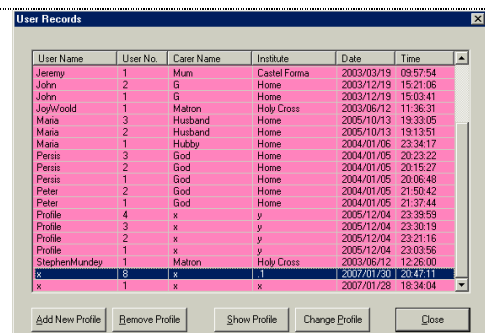 User Records
User Name User No. Carer Name Institute Date Time
Jeremy 1 Mum Castel Forma 2003/03/19 09:57:54
John 2 G Home 2003/12/19 15:21:06
John 1 G Home 2003/12/19 15:03:41
JoyWoold 1 Matron Holy Cross 2003/06/12 11:36:31
Maria 3 Husband Home 2005/10/13 19:33:05
Maria 2 Husband Home 2005/10/13 19:13:51
Maria 1 Hubby Home 2004/01/06 23:34:17
Persis 3 God Home 2004/01/05 20:23:22
Persis 2 God Home 2004/01/05 20:15:27
Persis 1 God Home 2004/01/05 20:06:48
Peter 2 God Home 2004/01/05 21:50:42
Peter 1 God Home 2004/01/05 21:37:44
Profile 4 x y 2005/12/04 23:39:59
Profile 3 x y 2005/12/04 23:30:19
Profile 2 x y 2005/12/04 23:21:16
Profile 1 x y 2005/12/04 23:03:56
StephenMundey 1 Matron Holy Cross 2003/06/12 12:26:00
x 8 x .1 2007/01/30 20:47:11
x 1 x x 2007/01/28 18:34:04
Add New Profile Remove Profile Show Profile Change Profile Close